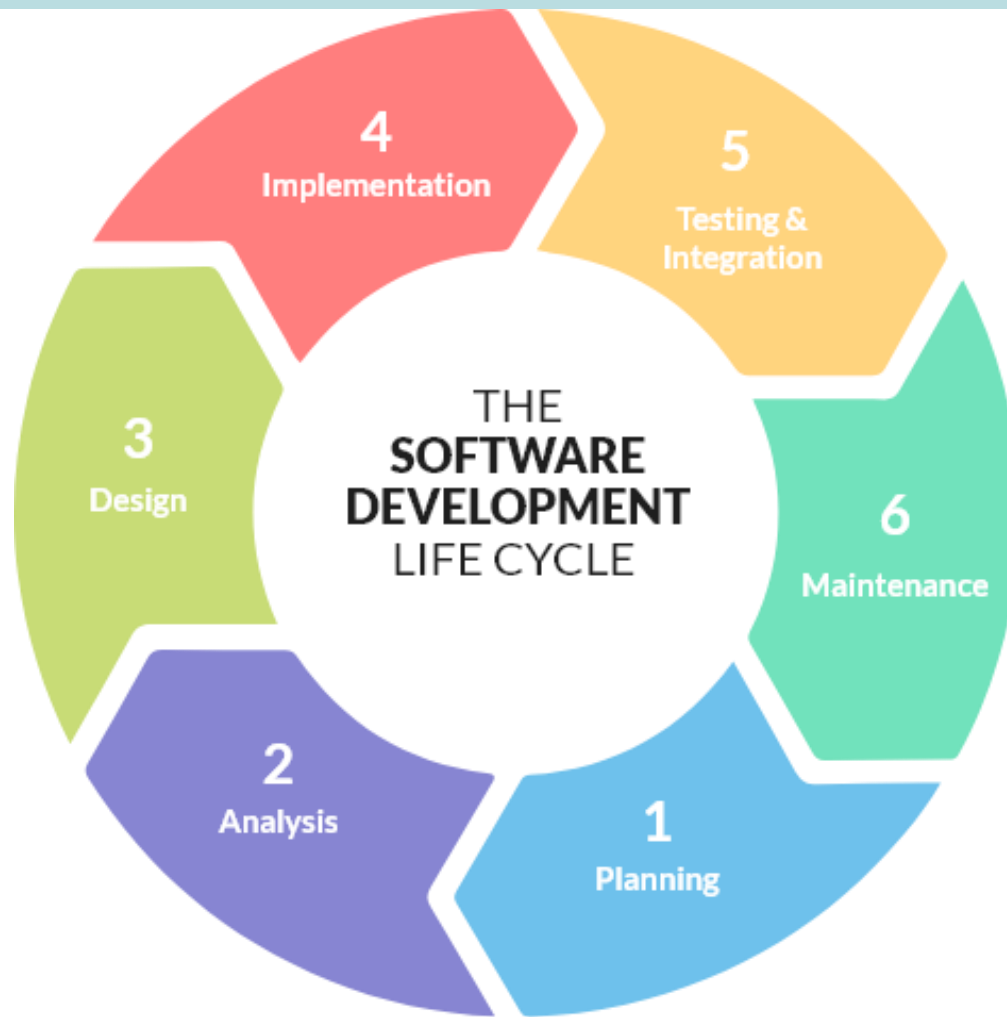 THE
SOFTWARE
DEVELOPMENT
LIFE CYCLE
1
Planning
2
Analysis
3
Design
4
Implementation
5
Testing &
Integration
6
Maintenance